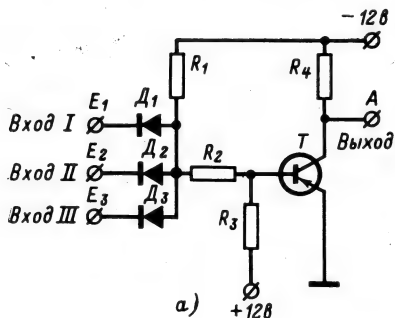 −12в
R₁
R₄
E₁ Д₁
Вход I
A
T
Выход
E₂ Д₂
Вход II
R₂
E₃ Д₃
Вход III
R₃
а)
+12в